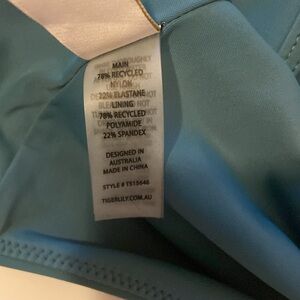 MAIN
78% RECYCLED
NYLON
22% ELASTANE
LINING
78% RECYCLED
POLYAMIDE
22% SPANDEX
DESIGNED IN
AUSTRALIA
MADE IN CHINA
STYLE # T515646
TIGERLILY.COM.AU